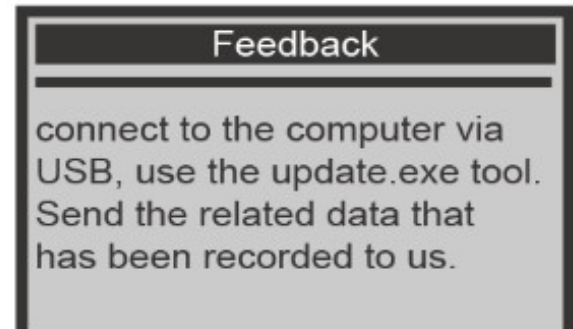 Feedback
connect to the computer via
USB, use the update.exe tool.
Send the related data that
has been recorded to us.